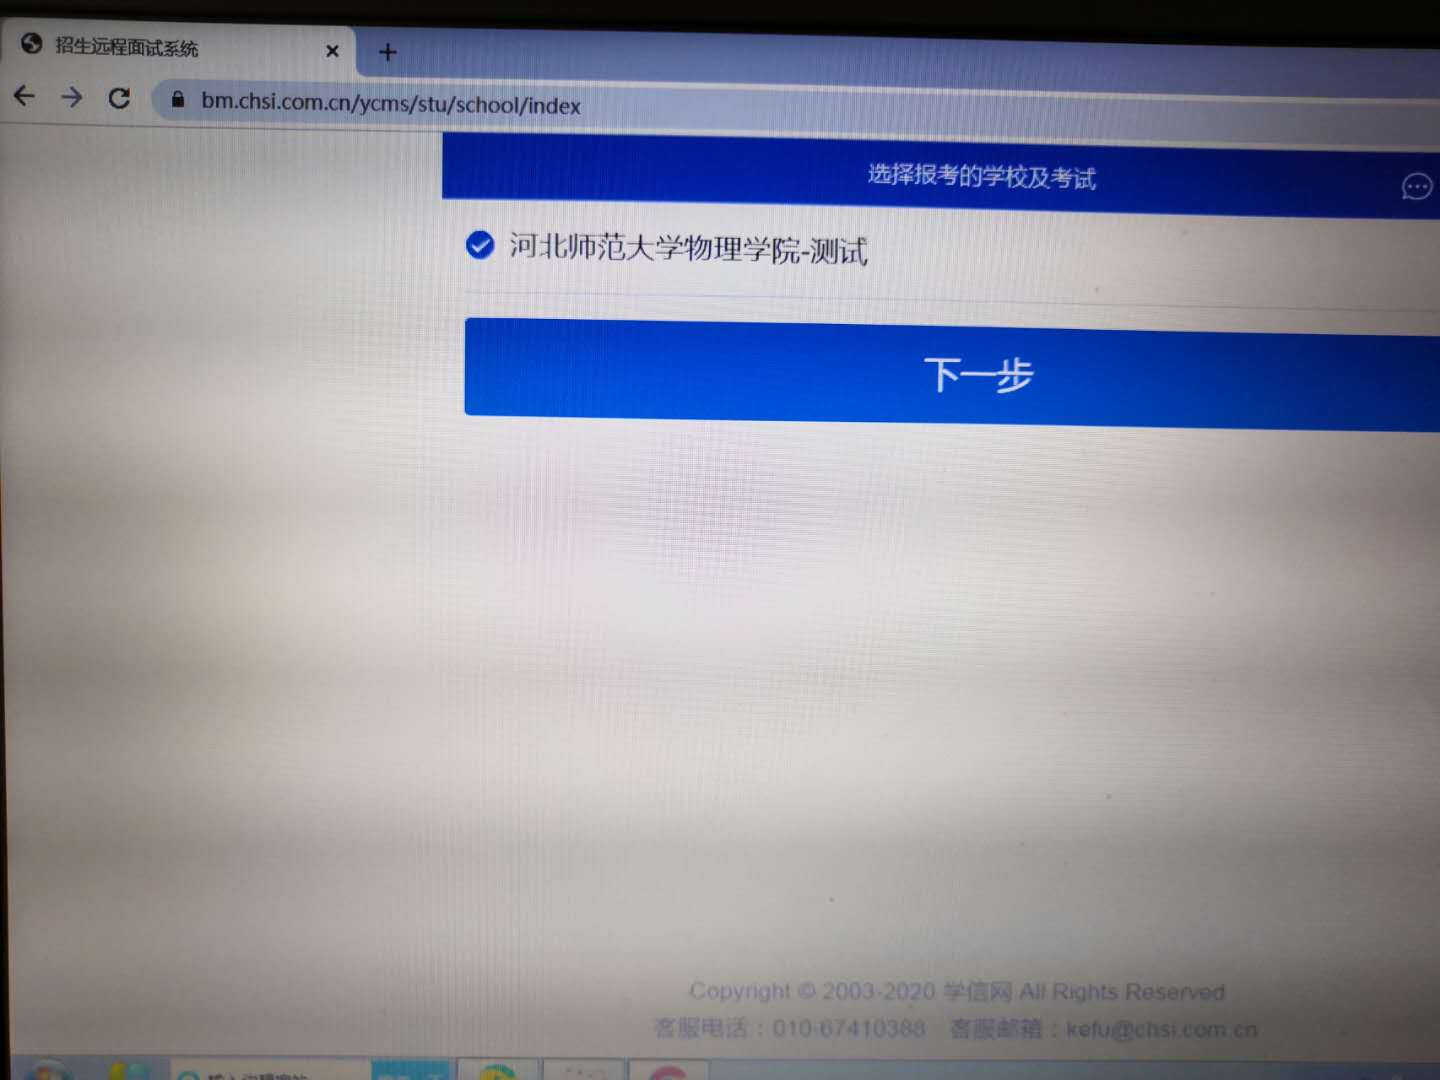 招生远程面试系统
bm.chsi.com.cn/ycms/stu/school/index
选择报考的学校及考试
河北师范大学物理学院-测试
下一步
Copyright © 2003-2020 学信网 All Rights Reserved
客服电话：010-67410388 客服邮箱：kefu@chsi.com.cn